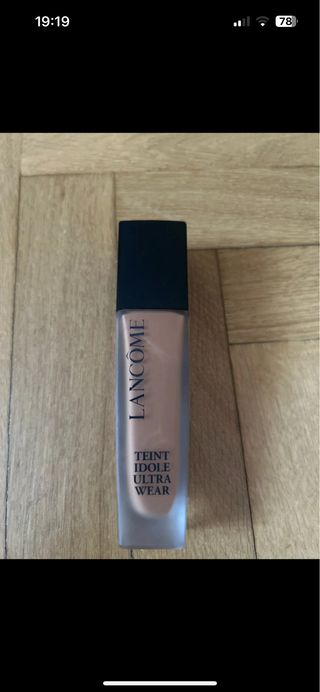 19:19
78
LANCÔME
TEINT
IDOLE
ULTRA
WEAR